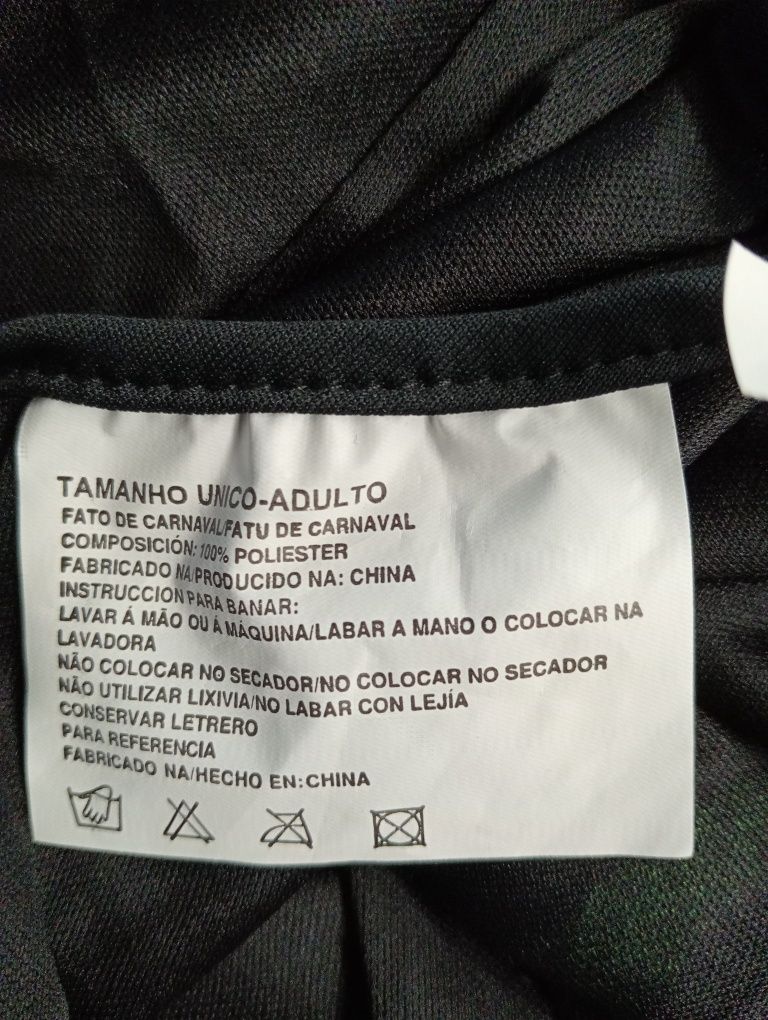 TAMANHO UNICO-ADULTO
FATO DE CARNAVAL/FATU DE CARNAVAL
COMPOSICIÓN: 100% POLIESTER
FABRICADO NA/PRODUCIDO NA: CHINA
INSTRUCCION PARA BANAR:
LAVAR Á MÃO OU Á MÁQUINA/LABAR A MANO O COLOCAR NA
LAVADORA
NÃO COLOCAR NO SECADOR/NO COLOCAR NO SECADOR
NÃO UTILIZAR LIXIVIA/NO LABAR CON LEJÍA
CONSERVAR LETRERO
PARA REFERENCIA
FABRICADO NA/HECHO EN: CHINA